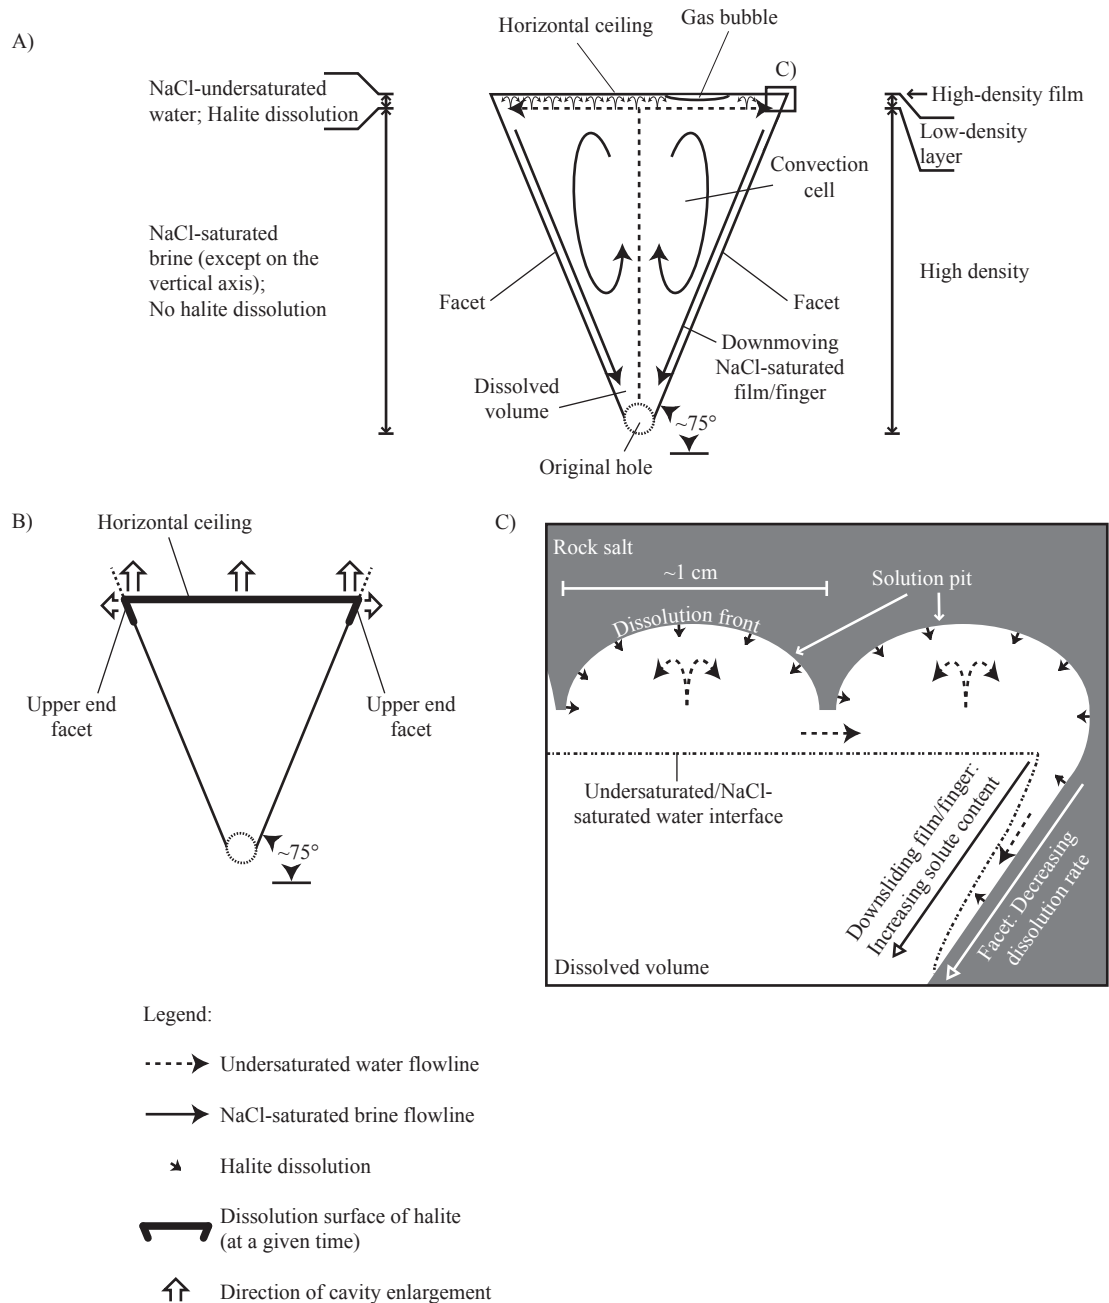 A)
Horizontal ceiling
Gas bubble
C)
NaCl-undersaturated
water; Halite dissolution
High-density film
Low-density
layer
Convection
cell
NaCl-saturated
brine (except on the
vertical axis);
No halite dissolution
High density
Facet
Facet
Downmoving
NaCl-saturated
film/finger
Dissolved
volume
~75°
Original hole
B)
Horizontal ceiling
Upper end
facet
Upper end
facet
~75°
C)
Rock salt
~1 cm
Solution pit
Dissolution front
Undersaturated/NaCl-
saturated water interface
Downsliding film/finger:
Increasing solute content
Facet: Decreasing
dissolution rate
Dissolved volume
Legend:
Undersaturated water flowline
NaCl-saturated brine flowline
Halite dissolution
Dissolution surface of halite
(at a given time)
Direction of cavity enlargement